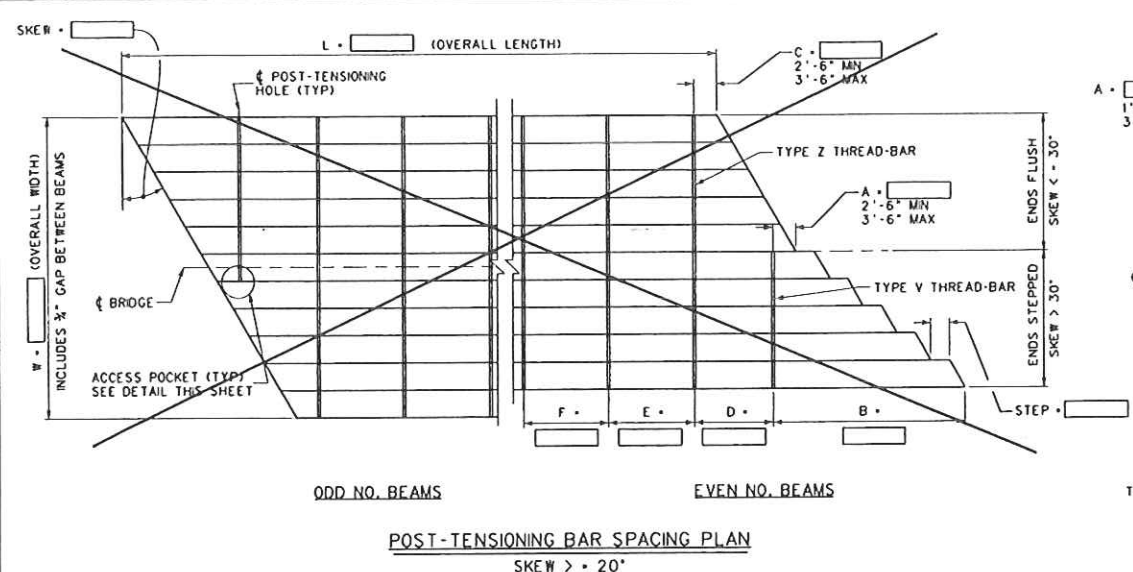 SKEW =
L = (OVERALL LENGTH)
C =
2'-6" MIN
3'-6" MAX
A =
1'
3
℄ POST-TENSIONING
HOLE (TYP)
TYPE Z THREAD-BAR
ENDS FLUSH
SKEW < = 30°
A =
2'-6" MIN
3'-6" MAX
W = (OVERALL WIDTH)
INCLUDES ¾" GAP BETWEEN BEAMS
℄ BRIDGE
TYPE V THREAD-BAR
ENDS STEPPED
SKEW > 30°
ACCESS POCKET (TYP)
SEE DETAIL THIS SHEET
F =
E =
D =
B =
STEP =
ODD NO. BEAMS
EVEN NO. BEAMS
T
POST-TENSIONING BAR SPACING PLAN
SKEW > = 20°